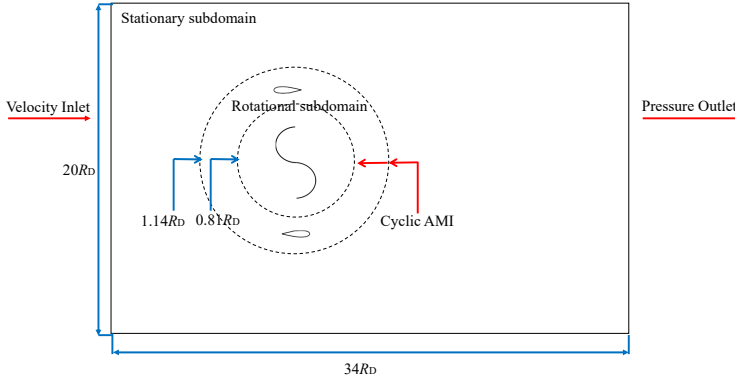 Stationary subdomain
Rotational subdomain
Velocity Inlet
Pressure Outlet
20RD
1.14RD
0.81RD
Cyclic AMI
34RD